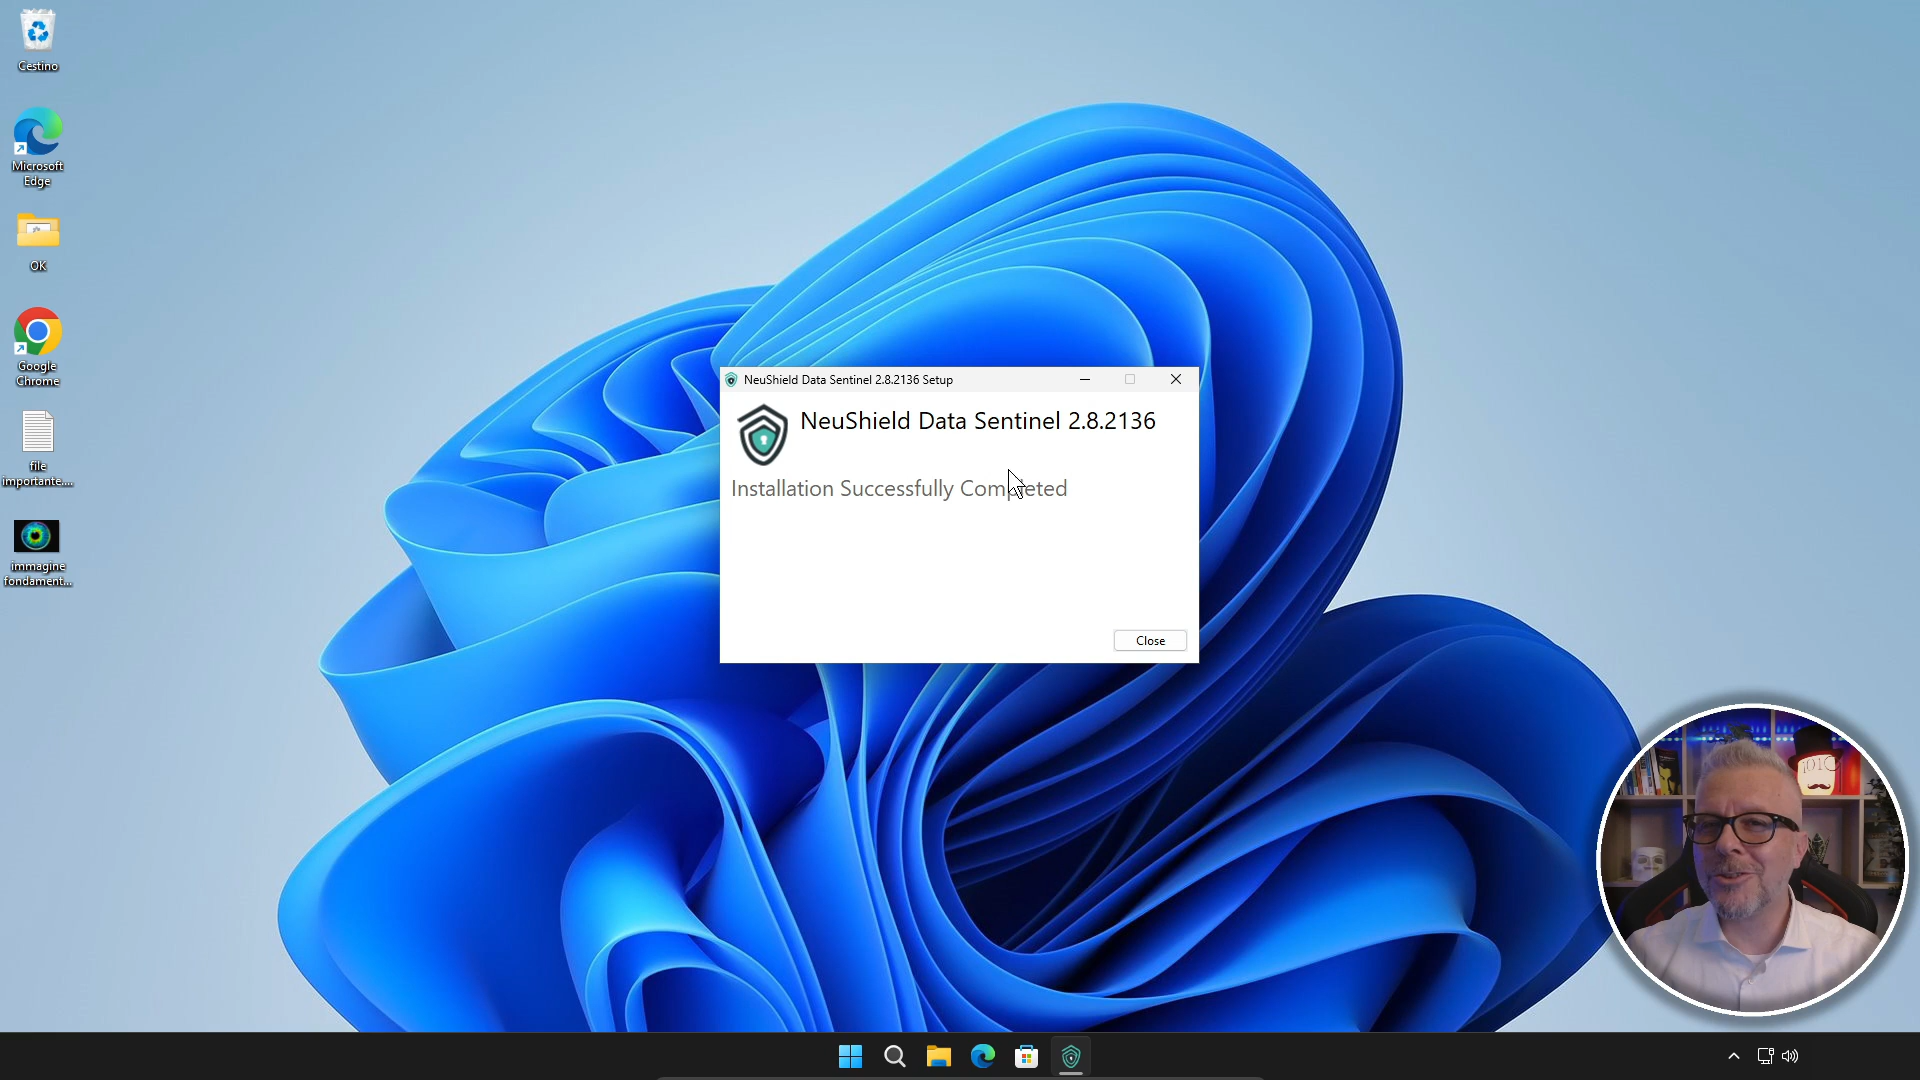 Cestino
Microsoft
Edge
OK
Google
Chrome
file
importante....
immagine
fondament...
NeuShield Data Sentinel 2.8.2136 Setup
NeuShield Data Sentinel 2.8.2136
Installation Successfully Completed
Close